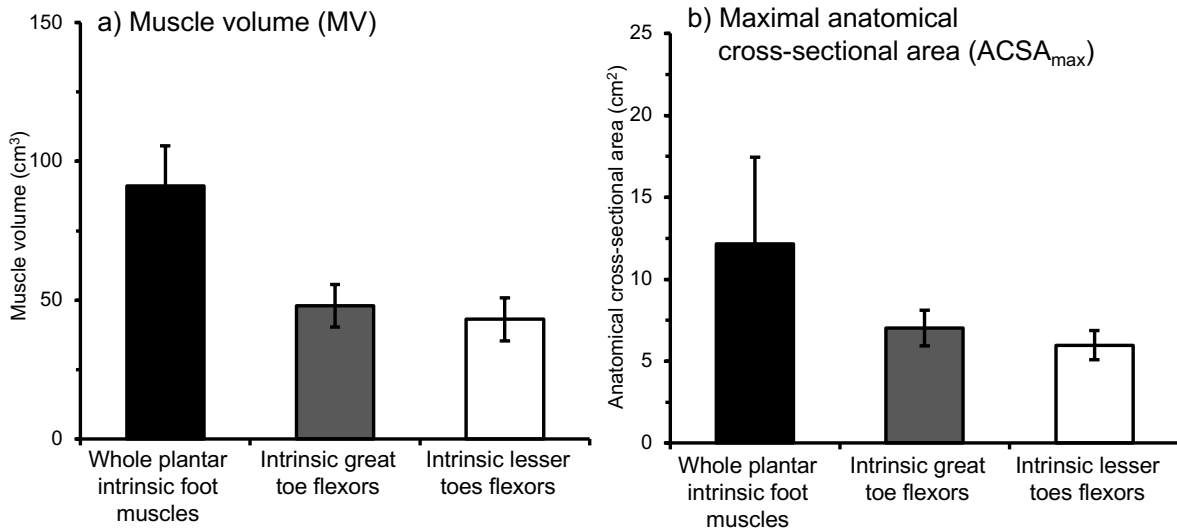 a) Muscle volume (MV)
Muscle volume (cm³)
150
100
50
0
Whole plantar
intrinsic foot
muscles
Intrinsic great
toe flexors
Intrinsic lesser
toes flexors
b) Maximal anatomical
cross-sectional area (ACSAmax)
Anatomical cross-sectional area (cm²)
25
20
15
10
5
0
Whole plantar
intrinsic foot
muscles
Intrinsic great
toe flexors
Intrinsic lesser
toes flexors